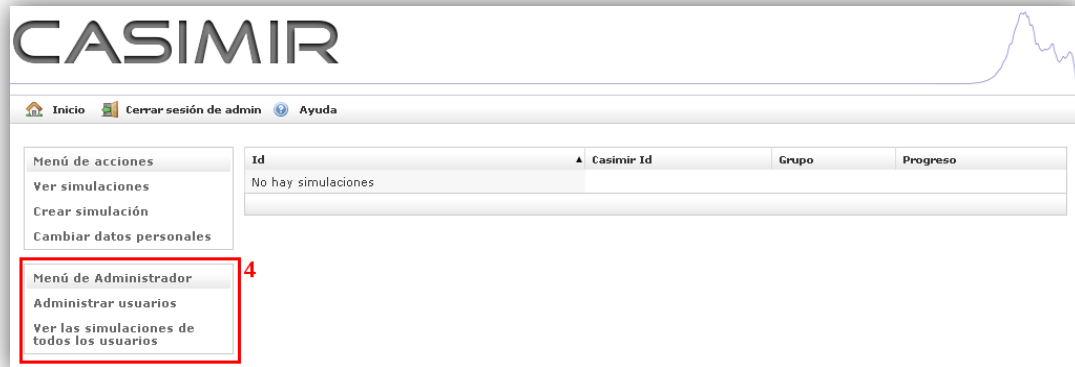 CASIMIR
Inicio Cerrar sesión de admin Ayuda
Menú de acciones
Ver simulaciones
Crear simulación
Cambiar datos personales
Id Casimir Id Grupo Progreso
No hay simulaciones
4
Menú de Administrador
Administrar usuarios
Ver las simulaciones de
todos los usuarios